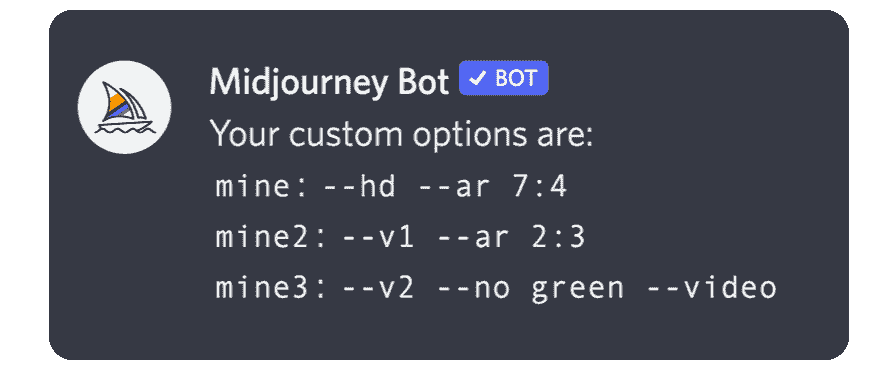 Midjourney Bot ✓ BOT
Your custom options are:
mine: --hd --ar 7:4
mine2: --v1 --ar 2:3
mine3: --v2 --no green --video